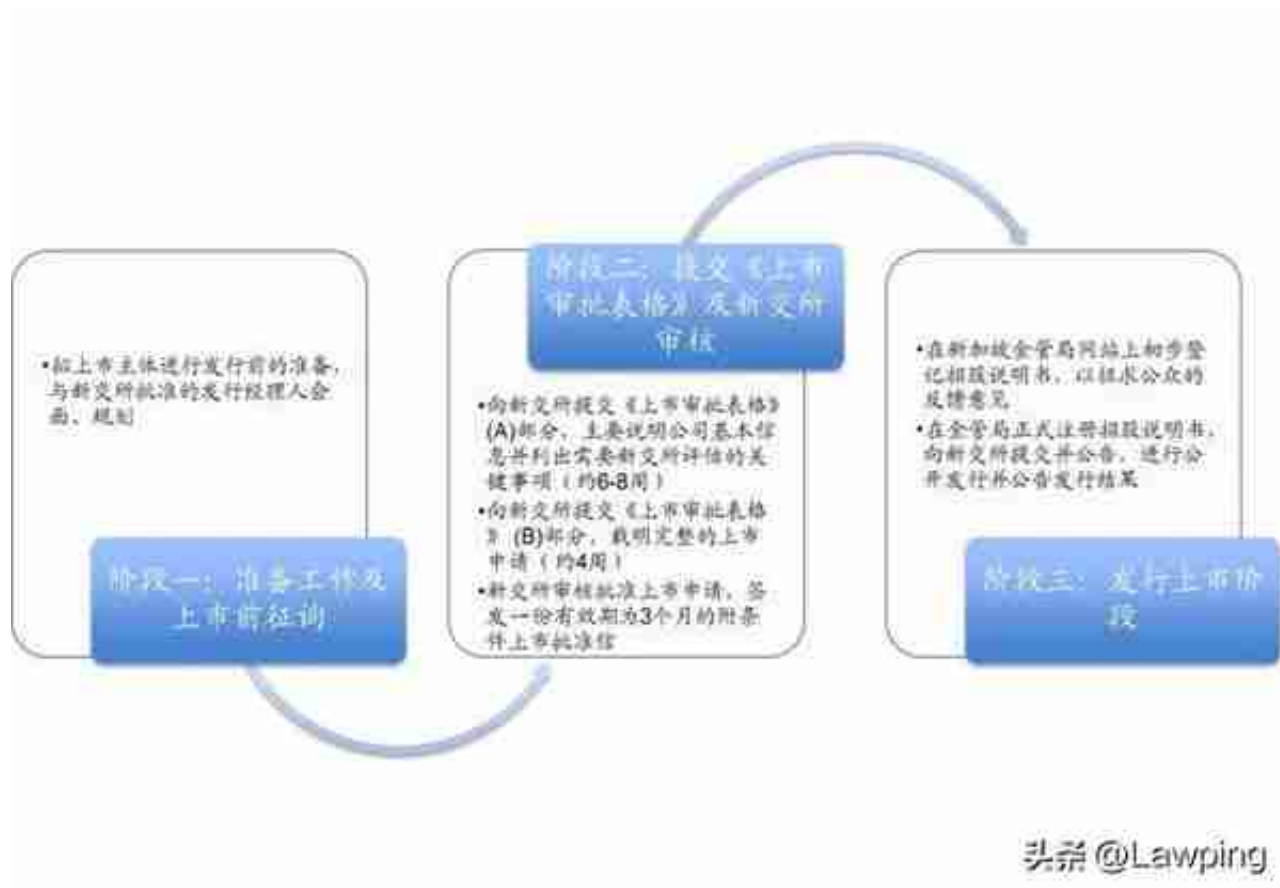 •拟上市主体进行发行前的准备，
与新交所批准的发行经理人会
面、规划
阶段一：准备工作及
上市前征询
阶段二：提交《上市
审批表格》及新交所
审核
•向新交所提交《上市审批表格》
(A)部分，主要说明公司基本信
息并列出需要新交所评估的关
键事项（约6-8周）
•向新交所提交《上市审批表格
》(B)部分，载明完整的上市
申请（约4周）
•新交所审核批准上市申请，签
发一份有效期为3个月的附条
件上市批准信
•在新加坡金管局网站上初步登
记招股说明书，以征求公众的
反馈意见
•在金管局正式注册招股说明书，
向新交所提交并公告，进行公
开发行并公告发行结果
阶段三：发行上市阶
段
头条 @Lawping